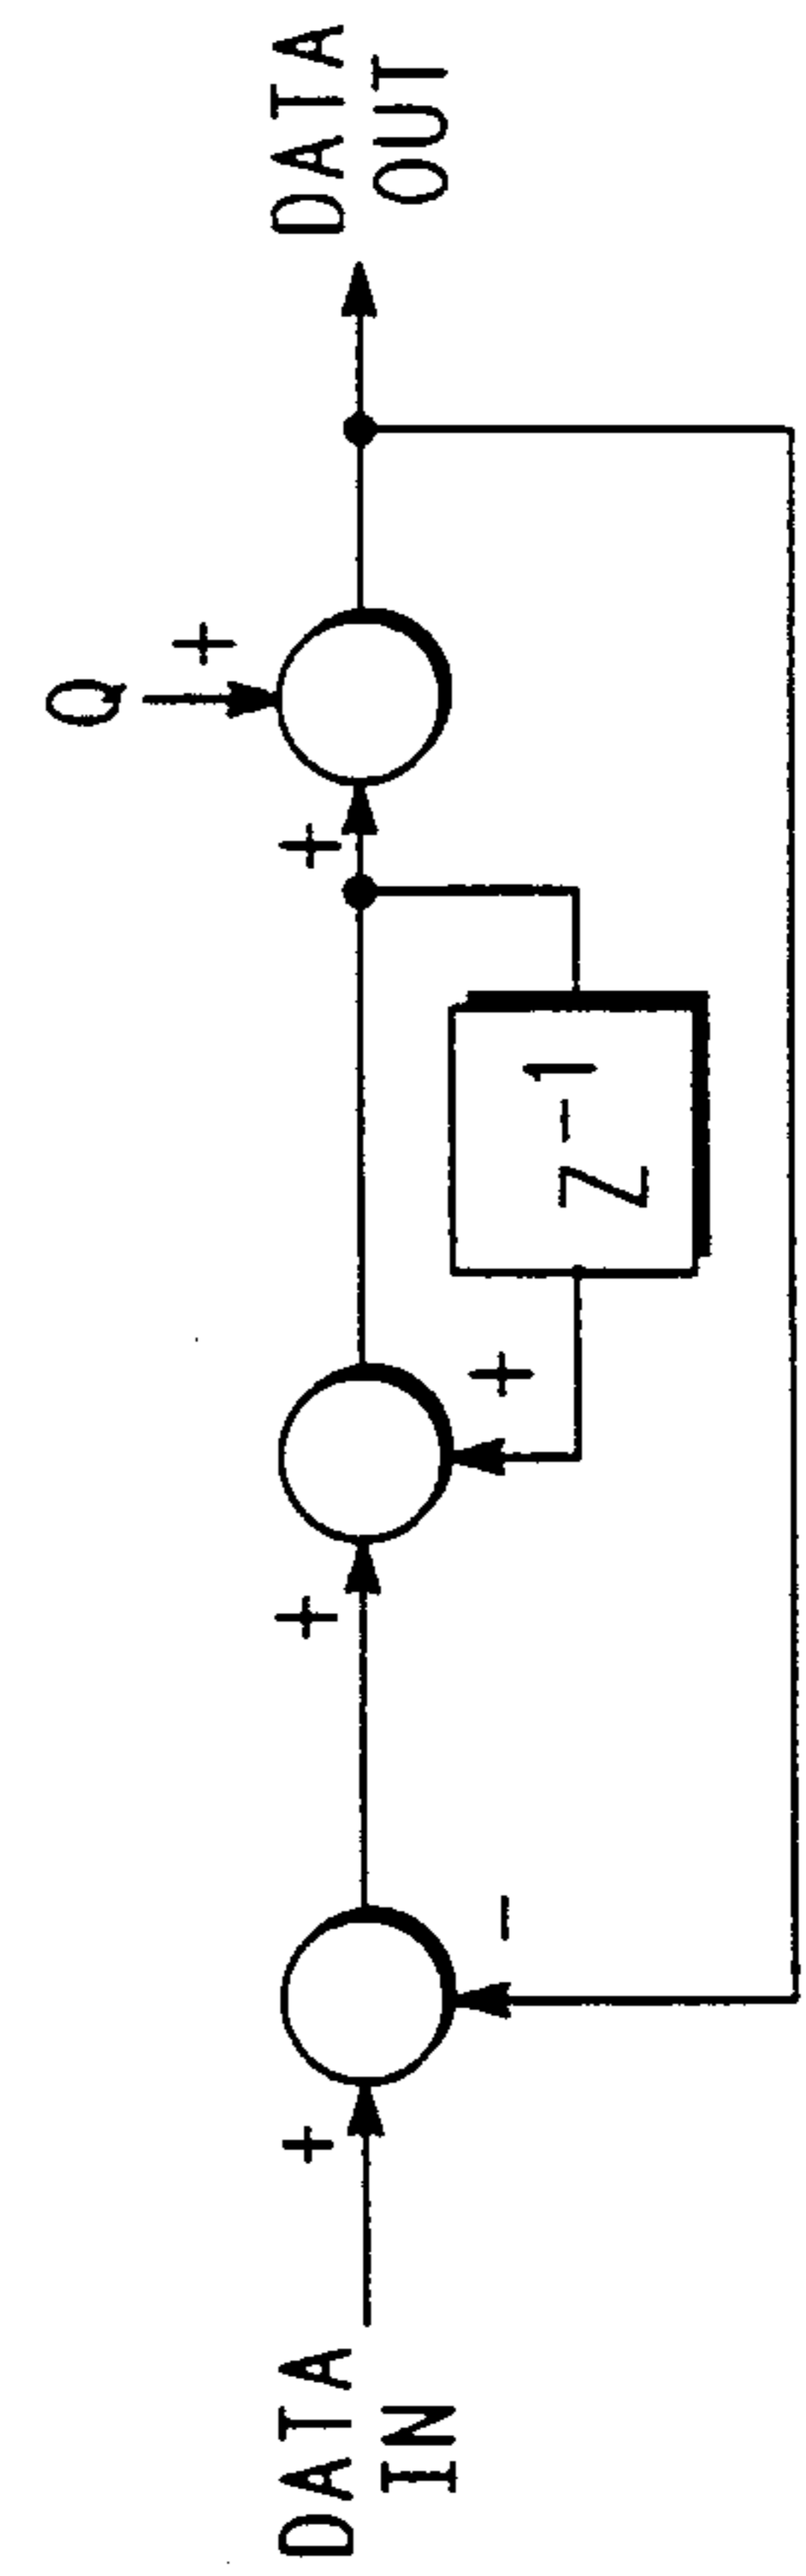 DATA
IN
+
-
+
+
Z-1
+
Q
+
DATA
OUT